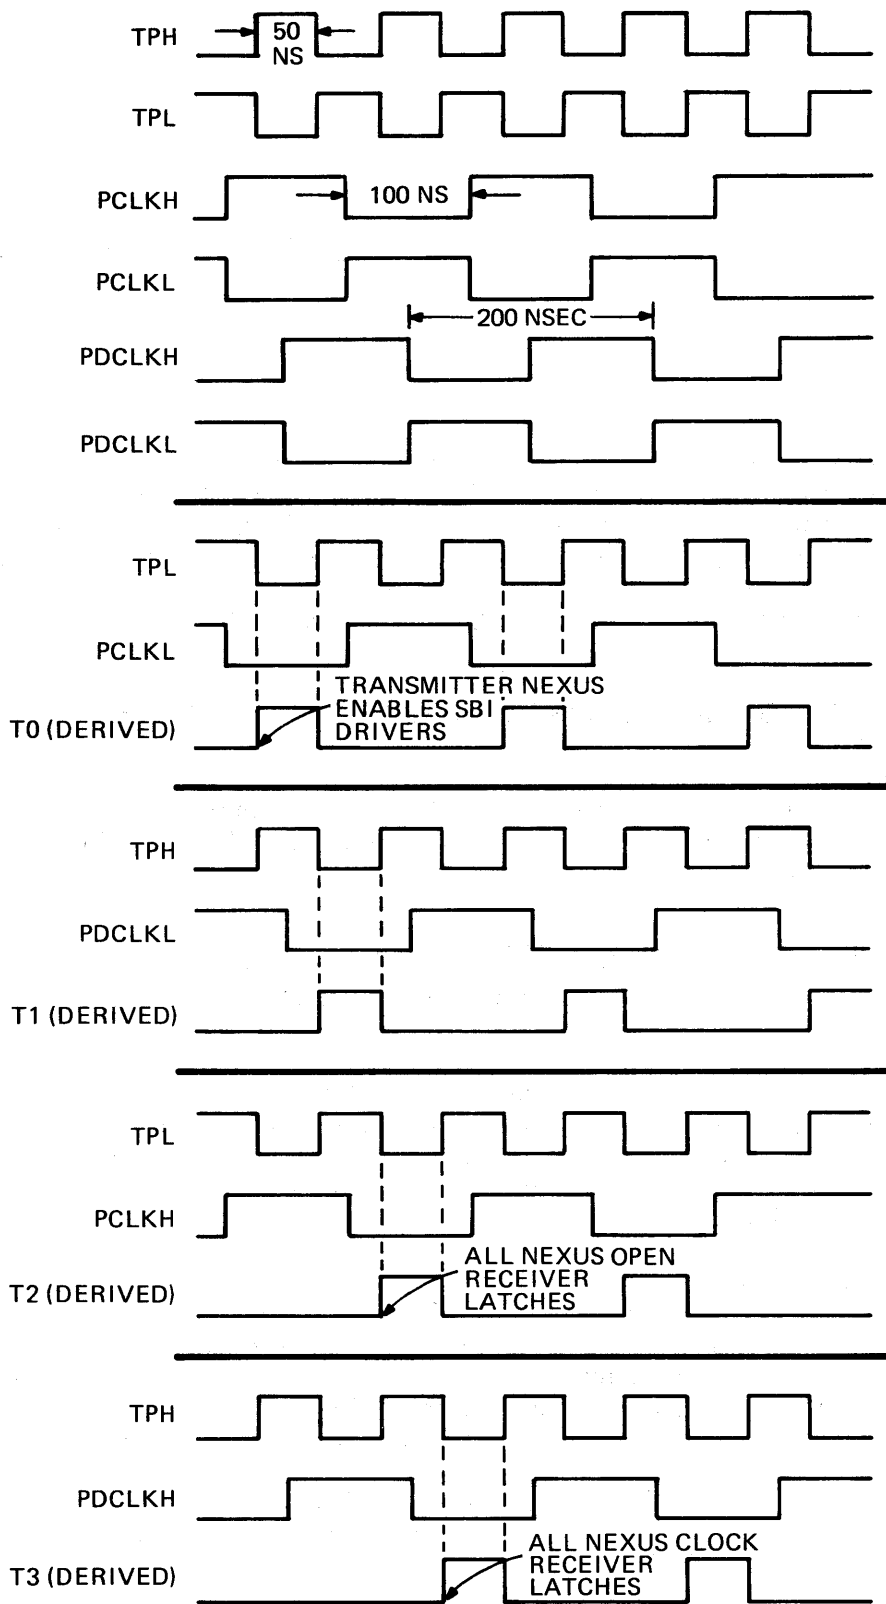 TPH
50
NS
TPL
PCLKH
100 NS
PCLKL
200 NSEC
PDCLKH
PDCLKL
TPL
PCLKL
TRANSMITTER NEXUS
ENABLES SBI
DRIVERS
T0 (DERIVED)
TPH
PDCLKL
T1 (DERIVED)
TPL
PCLKH
ALL NEXUS OPEN
RECEIVER
LATCHES
T2 (DERIVED)
TPH
PDCLKH
ALL NEXUS CLOCK
RECEIVER
LATCHES
T3 (DERIVED)